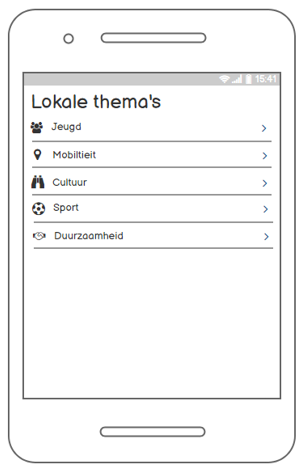 15:41
Lokale thema's
Jeugd
Mobiltieit
Cultuur
Sport
Duurzaamheid